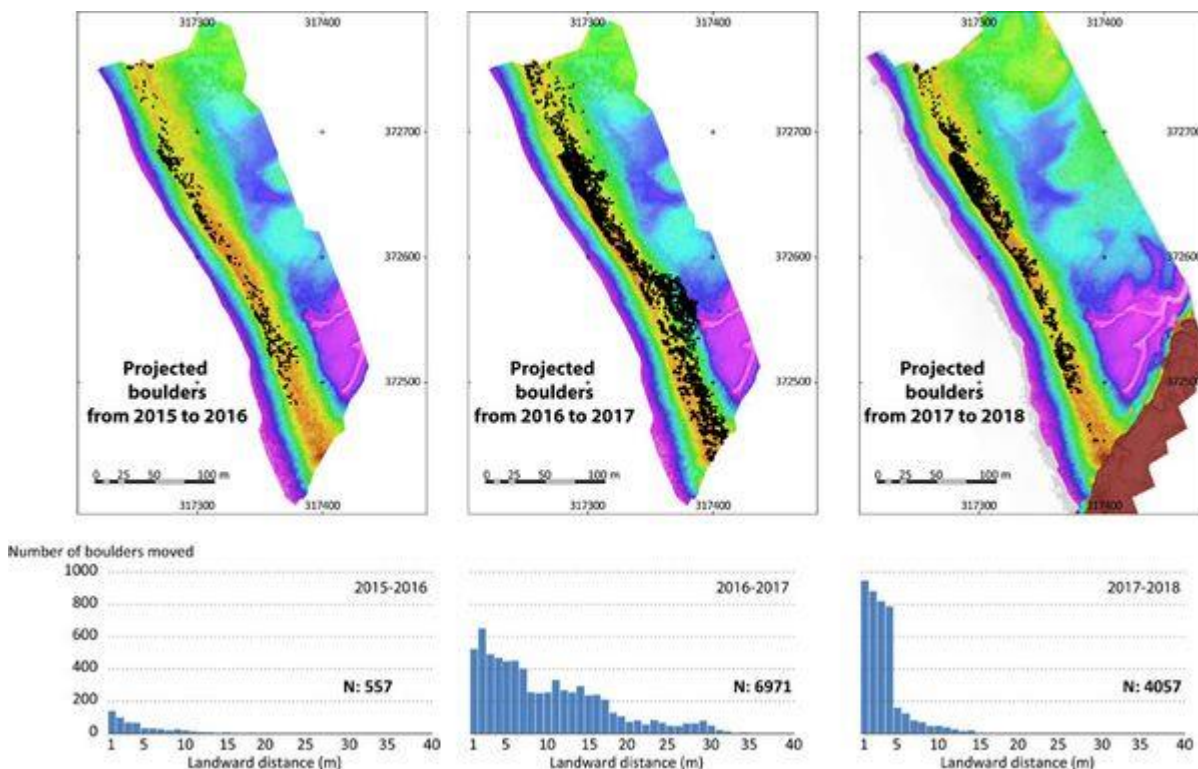 317300 317400
317300 317400
317300 317400
372700
372700
372700
372600
372600
372600
Projected
boulders
from 2015 to 2016
Projected
boulders
from 2016 to 2017
Projected
boulders
from 2017 to 2018
372500
372500
372500
0 25 50 100 m
0 25 50 100 m
0 25 50 100 m
317300 317400
317300 317400
317300 317400
Number of boulders moved
1000
800
600
400
200
0
2015-2016
N: 557
1 5 10 15 20 25 30 35 40
Landward distance (m)
2016-2017
N: 6971
1 5 10 15 20 25 30 35 40
Landward distance (m)
2017-2018
N: 4057
1 5 10 15 20 25 30 35 40
Landward distance (m)